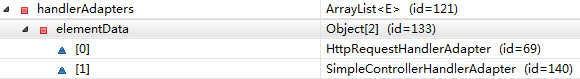 handlerAdapters ArrayList<E> (id=121)
elementData Object[2] (id=133)
[0] HttpRequestHandlerAdapter (id=69)
[1] SimpleControllerHandlerAdapter (id=140)